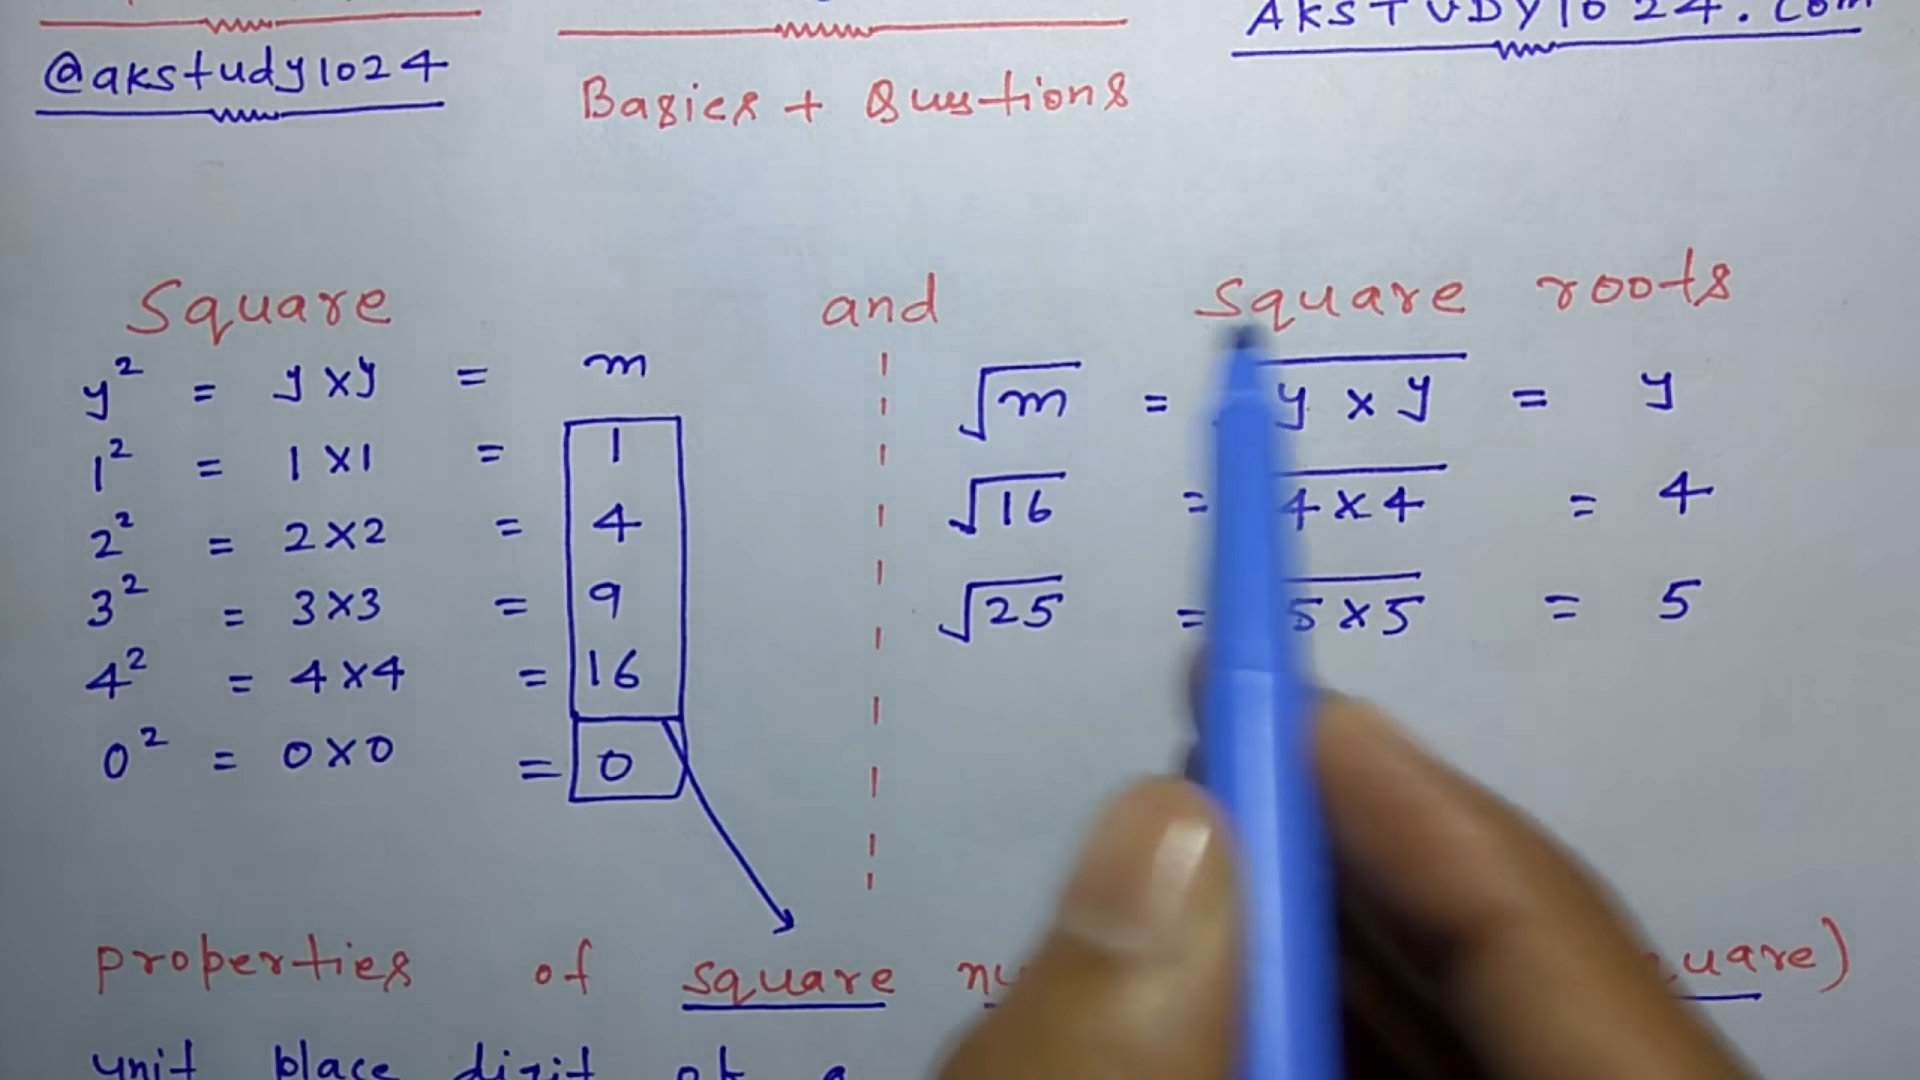 @akstudy1024
AKSTUDY1024.com
Basics + Questions
Square and Square roots
y² = y × y = m
1² = 1 × 1 = 1
2² = 2 × 2 = 4
3² = 3 × 3 = 9
4² = 4 × 4 = 16
0² = 0 × 0 = 0
√m = y × y = y
√16 = 4 × 4 = 4
√25 = 5 × 5 = 5
properties of square
unit place digit of a